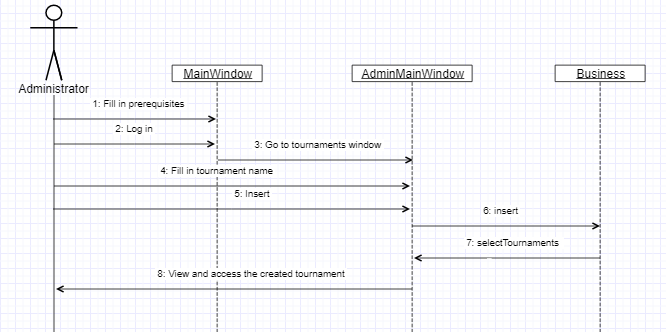 MainWindow
AdminMainWindow
Business
Administrator
1: Fill in prerequisites
2: Log in
3: Go to tournaments window
4: Fill in tournament name
5: Insert
6: insert
7: selectTournaments
8: View and access the created tournament